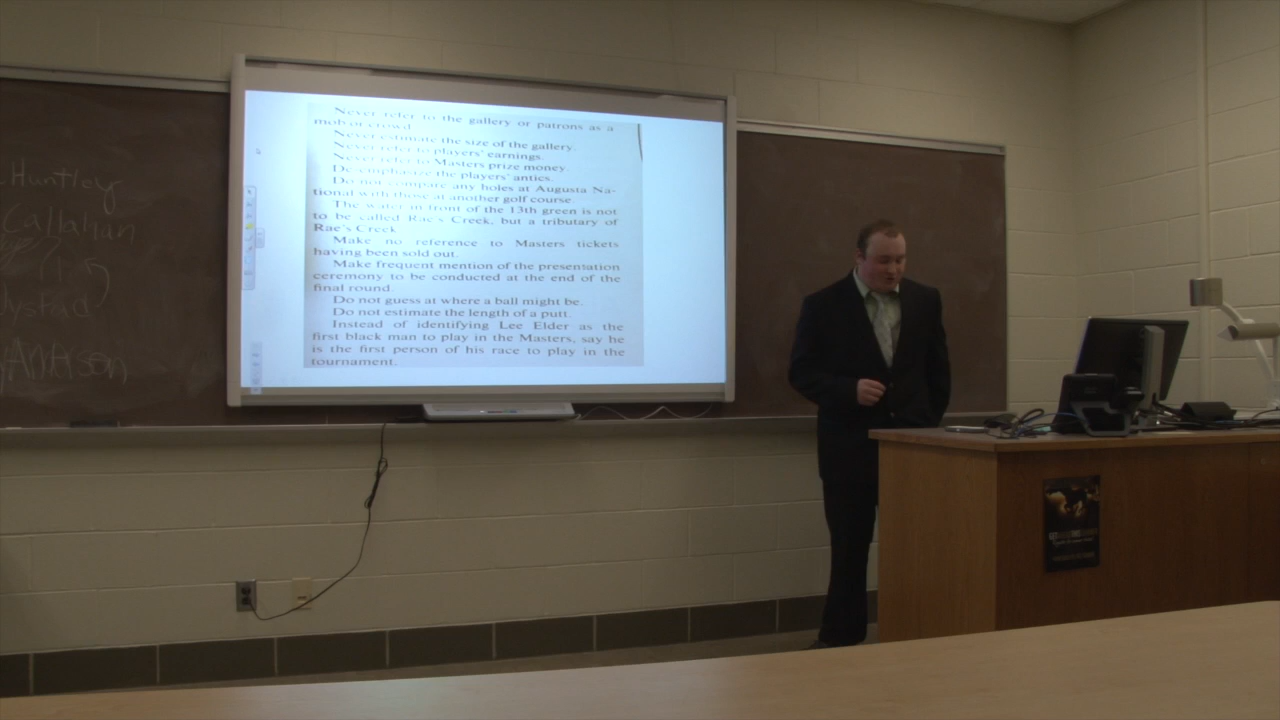 Never refer to the gallery or patrons as a
mob or crowd.
Never estimate the size of the gallery.
Never refer to players' earnings.
Never refer to Masters prize money
De-emphasize the players' antics.
Do not compare any holes at Augusta Na-
tional with those at another golf course.
The water in front of the 13th green is not
to be called Rae's Creek, but a tributary of
Rae's Creek
Make no reference to Masters tickets
having been sold out.
Make frequent mention of the presentation
ceremony to be conducted at the end of the
final round.
Do not guess at where a ball might be.
Do not estimate the length of a putt.
Instead of identifying Lee Elder as the
first black man to play in the Masters, say he
is the first person of his race to play in the
tournament.
Huntley
Callahan